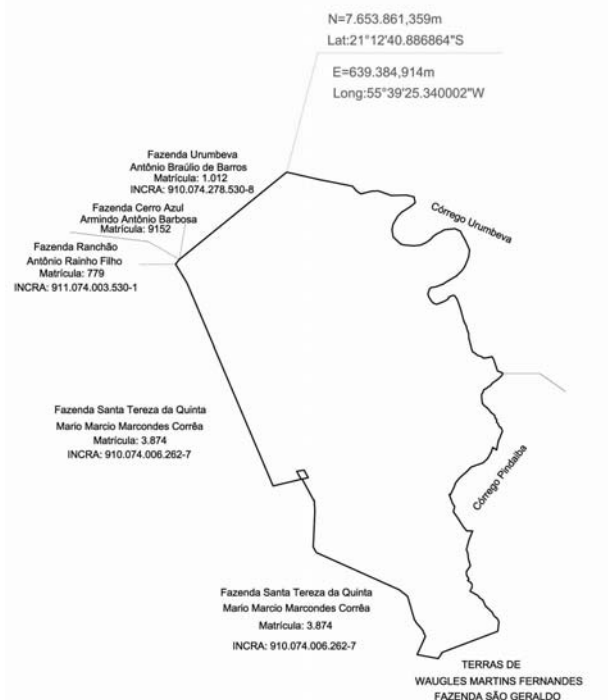 N=7.653.861,359m
Lat:21°12'40.886864"S
E=639.384,914m
Long:55°39'25.340002"W
Fazenda Urumbeva
Antônio Braúlio de Barros
Matrícula: 1.012
INCRA: 910.074.278.530-8
Fazenda Cerro Azul
Armindo Antônio Barbosa
Matrícula: 9152
Fazenda Ranchão
Antônio Rainho Filho
Matrícula: 779
INCRA: 911.074.003.530-1
Córrego Urumbeva
Fazenda Santa Tereza da Quinta
Mario Marcio Marcondes Corrêa
Matrícula: 3.874
INCRA: 910.074.006.262-7
Córrego Pindaíba
Fazenda Santa Tereza da Quinta
Mario Marcio Marcondes Corrêa
Matrícula: 3.874
INCRA: 910.074.006.262-7
TERRAS DE
WAUGLES MARTINS FERNANDES
FAZENDA SÃO GERALDO